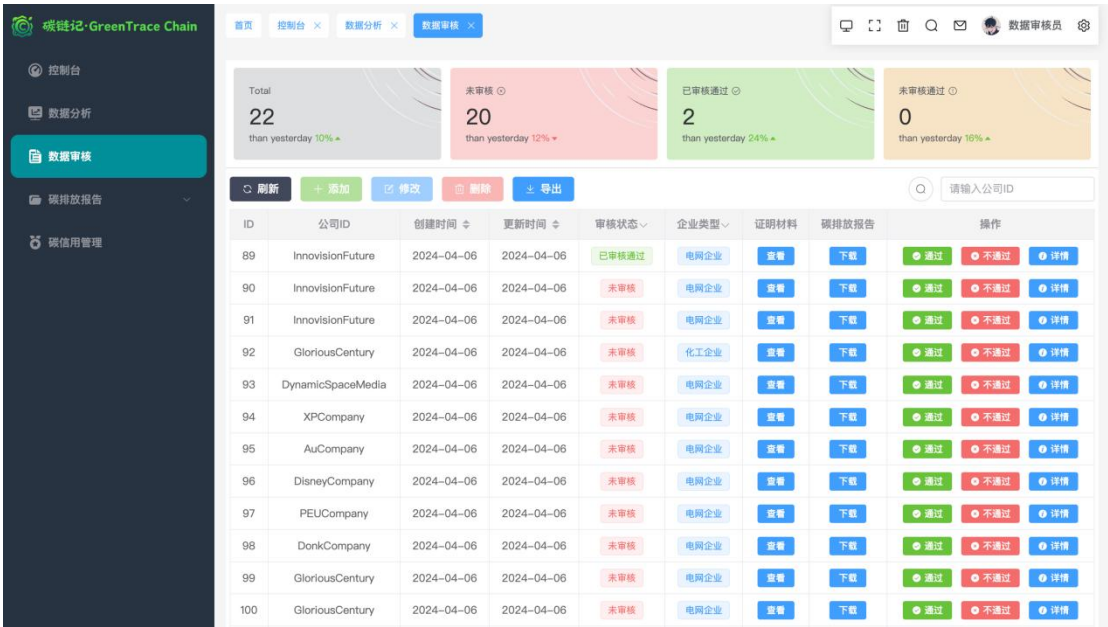 碳链记·GreenTrace Chain
首页 控制台 × 数据分析 × 数据审核 ×
数据审核员
控制台
数据分析
数据审核
碳排放报告
碳信用管理
Total 未审核 已审核通过 未审核通过
22 20 2 0
than yesterday 10% than yesterday 12% than yesterday 24% than yesterday 16%
刷新 添加 修改 删除 导出 请输入公司ID
ID 公司ID 创建时间 更新时间 审核状态 企业类型 证明材料 碳排放报告 操作
89 InnovisionFuture 2024-04-06 2024-04-06 已审核通过 电网企业 查看 下载 通过 不通过 详情
90 InnovisionFuture 2024-04-06 2024-04-06 未审核 电网企业 查看 下载 通过 不通过 详情
91 InnovisionFuture 2024-04-06 2024-04-06 未审核 电网企业 查看 下载 通过 不通过 详情
92 GloriousCentury 2024-04-06 2024-04-06 未审核 化工企业 查看 下载 通过 不通过 详情
93 DynamicSpaceMedia 2024-04-06 2024-04-06 未审核 电网企业 查看 下载 通过 不通过 详情
94 XPCompany 2024-04-06 2024-04-06 未审核 电网企业 查看 下载 通过 不通过 详情
95 AuCompany 2024-04-06 2024-04-06 未审核 电网企业 查看 下载 通过 不通过 详情
96 DisneyCompany 2024-04-06 2024-04-06 未审核 电网企业 查看 下载 通过 不通过 详情
97 PEUCompany 2024-04-06 2024-04-06 未审核 电网企业 查看 下载 通过 不通过 详情
98 DonkCompany 2024-04-06 2024-04-06 未审核 电网企业 查看 下载 通过 不通过 详情
99 GloriousCentury 2024-04-06 2024-04-06 未审核 电网企业 查看 下载 通过 不通过 详情
100 GloriousCentury 2024-04-06 2024-04-06 未审核 电网企业 查看 下载 通过 不通过 详情